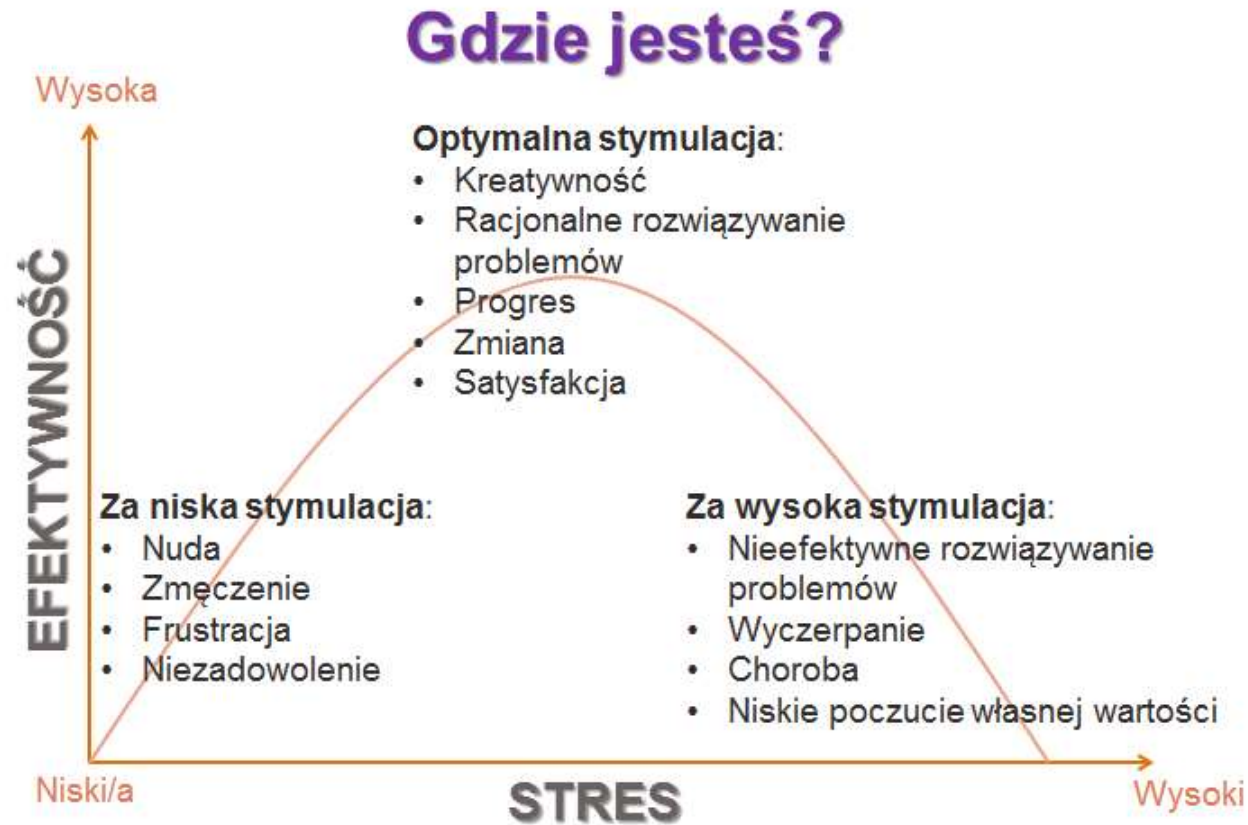 Gdzie jesteś?
Wysoka
Optymalna stymulacja:
• Kreatywność
• Racjonalne rozwiązywanie
problemów
• Progres
• Zmiana
• Satysfakcja
EFEKTYWNOŚĆ
Za niska stymulacja:
• Nuda
• Zmęczenie
• Frustracja
• Niezadowolenie
Za wysoka stymulacja:
• Nieefektywne rozwiązywanie
problemów
• Wyczerpanie
• Choroba
• Niskie poczucie własnej wartości
Niski/a
STRES
Wysoki